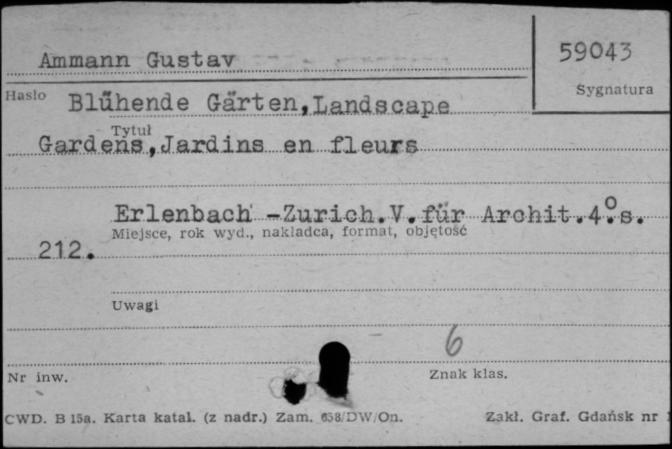 Ammann Gustav
59043
Hasło
Sygnatura
Blühende Gärten,Landscape
Tytuł
Gardens,Jardins en fleurs
Erlenbach -Zurich.V.für Archit.4°.s.
Miejsce, rok wyd., nakładca, format, objętość
212.
Uwagi
6
Nr inw.
Znak klas.
CWD. B 15a. Karta katal. (z nadr.) Zam. 658/DW/On.
Zakł. Graf. Gdańsk nr